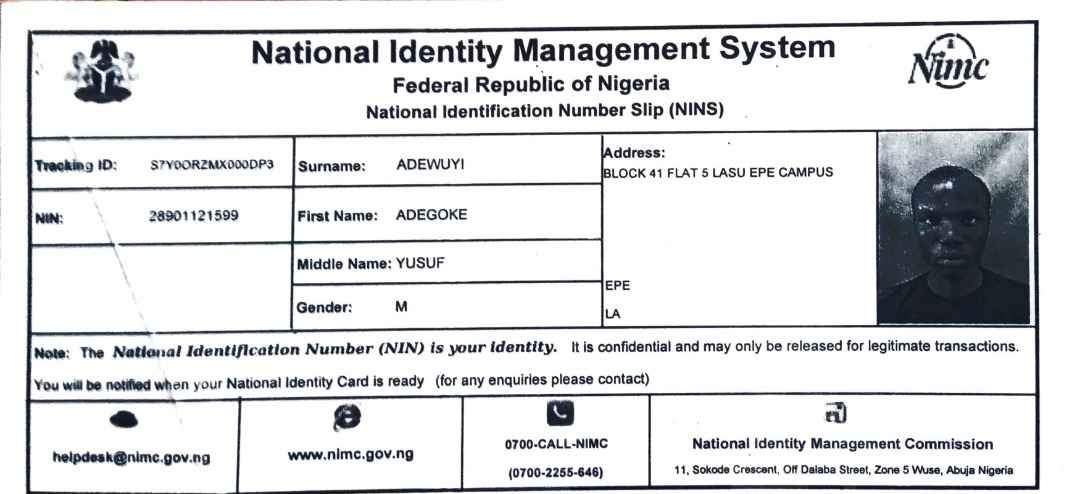 National Identity Management System
Federal Republic of Nigeria
National Identification Number Slip (NINS)
Nimc
Tracking ID: S7Y0ORZMX000DP3
Surname: ADEWUYI
Address:
BLOCK 41 FLAT 5 LASU EPE CAMPUS
NIN: 28901121599
First Name: ADEGOKE
Middle Name: YUSUF
EPE
Gender: M
LA
Note: The National Identification Number (NIN) is your identity. It is confidential and may only be released for legitimate transactions.
You will be notified when your National Identity Card is ready (for any enquiries please contact)
helpdesk@nimc.gov.ng
www.nimc.gov.ng
0700-CALL-NIMC
(0700-2255-646)
National Identity Management Commission
11, Sokode Crescent, Off Dalaba Street, Zone 5 Wuse, Abuja Nigeria